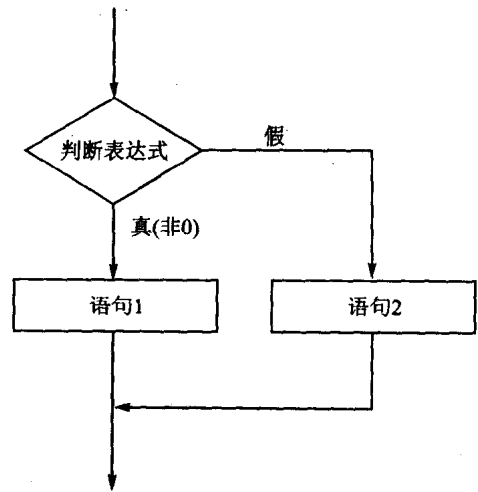 判断表达式
假
真(非0)
语句1
语句2